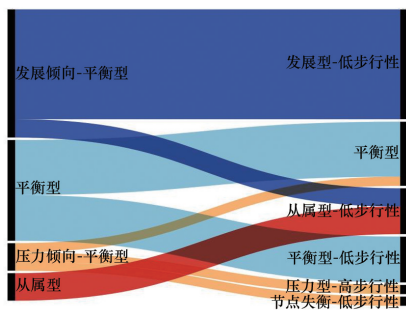 发展倾向-平衡型
平衡型
压力倾向-平衡型
从属型
发展型-低步行性
平衡型
从属型-低步行性
平衡型-低步行性
压力型-高步行性
节点失衡-低步行性